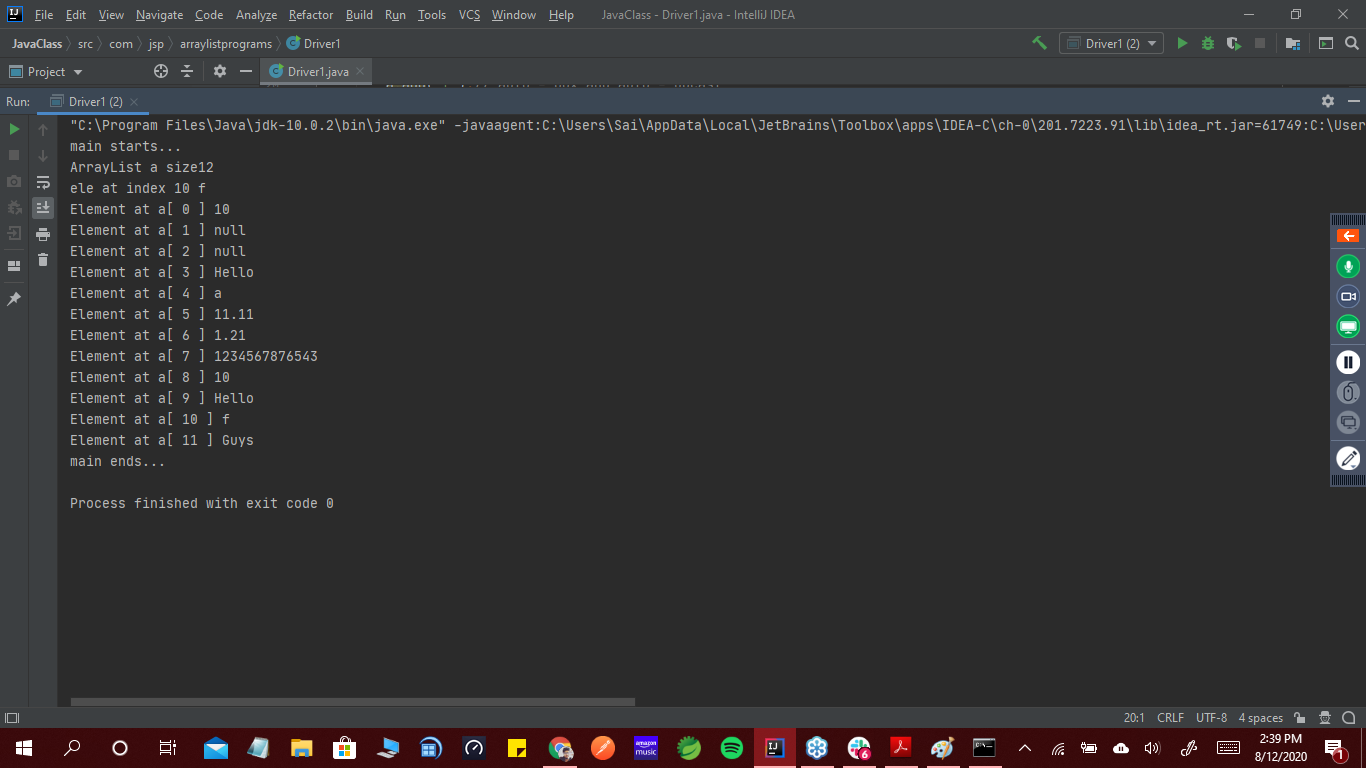 File Edit View Navigate Code Analyze Refactor Build Run Tools VCS Window Help JavaClass - Driver1.java - IntelliJ IDEA
JavaClass src com jsp arraylistprograms Driver1 Driver1 (2)
Project Driver1.java
Run: Driver1 (2)
"C:\Program Files\Java\jdk-10.0.2\bin\java.exe" -javaagent:C:\Users\Sai\AppData\Local\JetBrains\Toolbox\apps\IDEA-C\ch-0\201.7223.91\lib\idea_rt.jar=61749:C:\User
main starts...
ArrayList a size12
ele at index 10 f
Element at a[ 0 ] 10
Element at a[ 1 ] null
Element at a[ 2 ] null
Element at a[ 3 ] Hello
Element at a[ 4 ] a
Element at a[ 5 ] 11.11
Element at a[ 6 ] 1.21
Element at a[ 7 ] 1234567876543
Element at a[ 8 ] 10
Element at a[ 9 ] Hello
Element at a[ 10 ] f
Element at a[ 11 ] Guys
main ends...
Process finished with exit code 0
20:1 CRLF UTF-8 4 spaces
amazon music
6
2:39 PM
8/12/2020
1